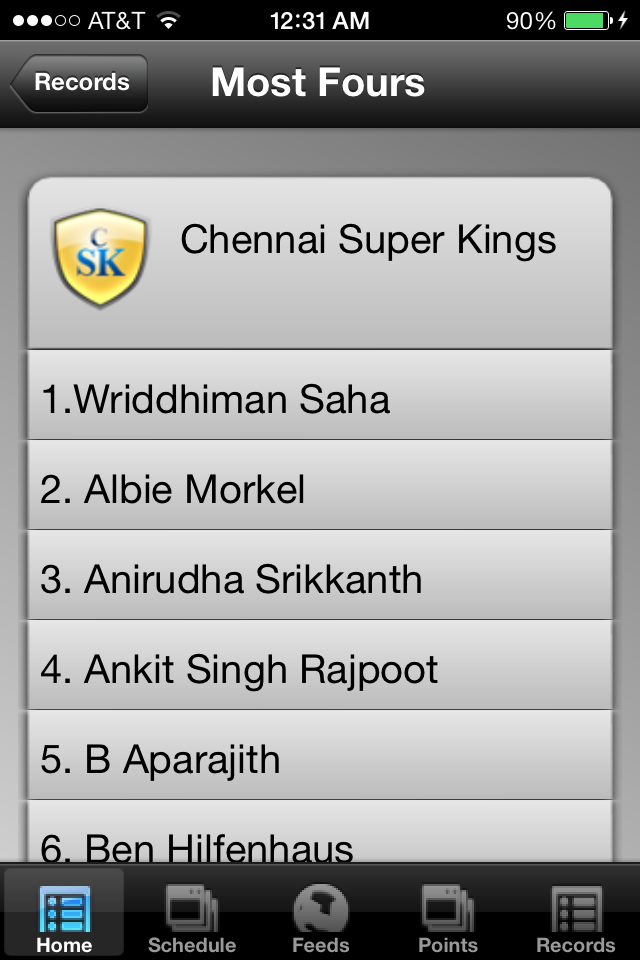 AT&T 12:31 AM 90%
Records Most Fours
C
SK
Chennai Super Kings
1.Wriddhiman Saha
2. Albie Morkel
3. Anirudha Srikkanth
4. Ankit Singh Rajpoot
5. B Aparajith
6. Ben Hilfenhaus
Home Schedule Feeds Points Records